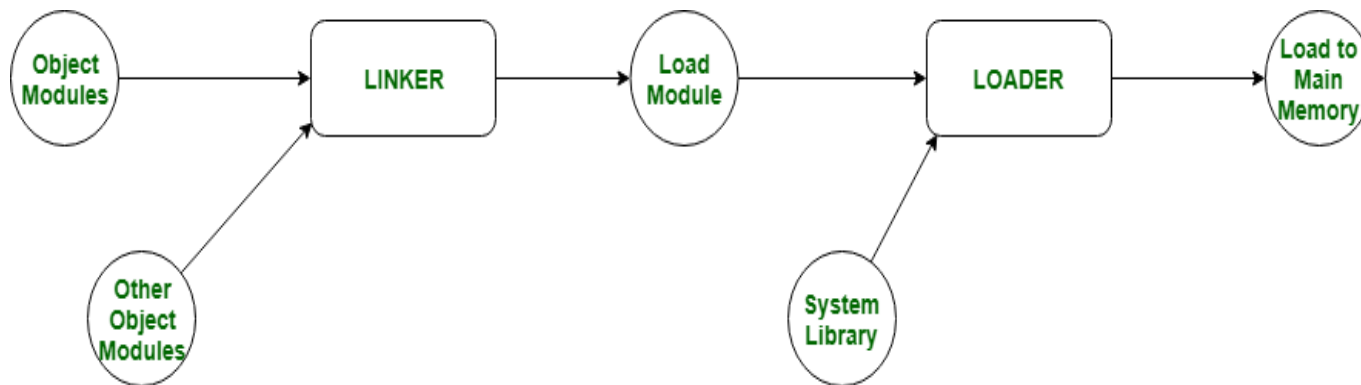 Object
Modules
LINKER
Load
Module
LOADER
Load to
Main
Memory
Other
Object
Modules
System
Library